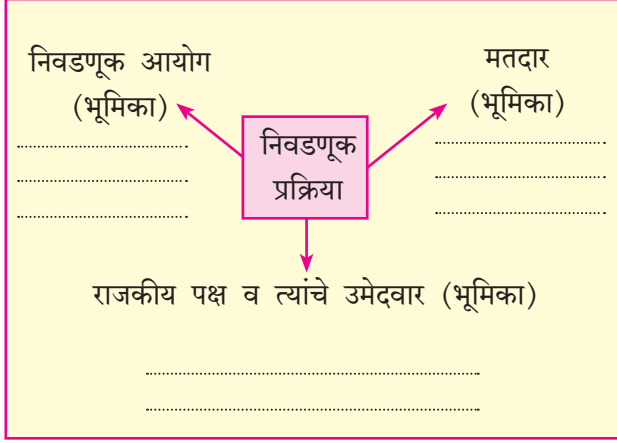 निवडणूक आयोग
(भूमिका)
मतदार
(भूमिका)
निवडणूक
प्रक्रिया
राजकीय पक्ष व त्यांचे उमेदवार (भूमिका)